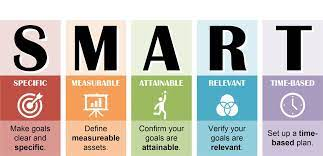 S M A R T
SPECIFIC MEASURABLE ATTAINABLE RELEVANT TIME-BASED
Make goals
clear and
specific.
Define
measureable
assets.
Confirm your
goals are
attainable.
Verify your
goals are
relevant.
Set up a time-
based plan.